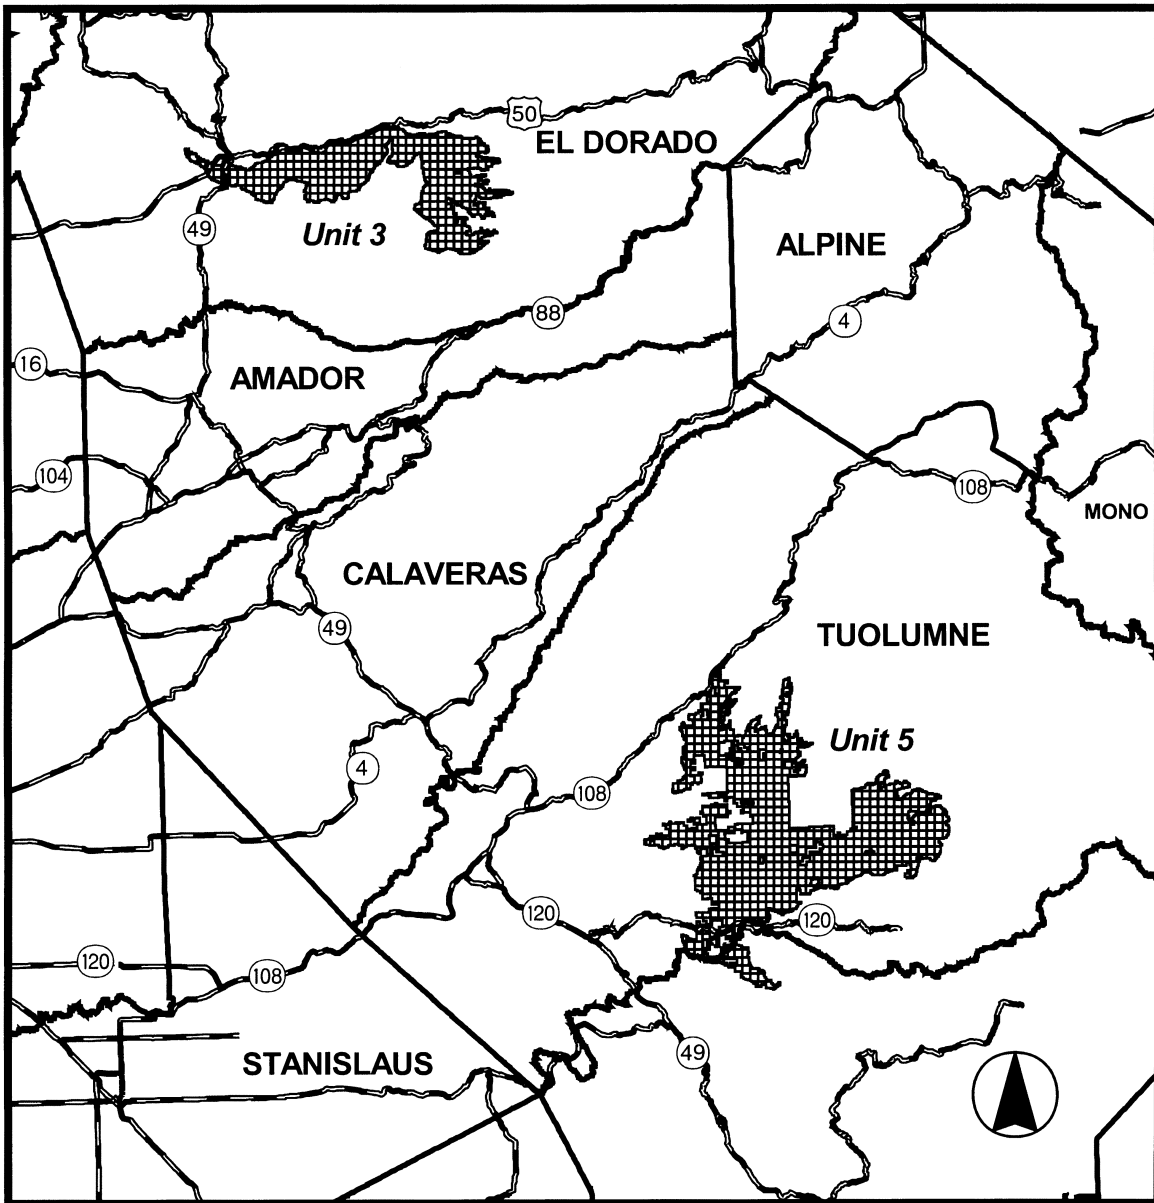 50
EL DORADO
49
Unit 3
ALPINE
88
4
16
AMADOR
104
108
MONO
CALAVERAS
49
TUOLUMNE
Unit 5
4
108
120
120
120
108
49
STANISLAUS